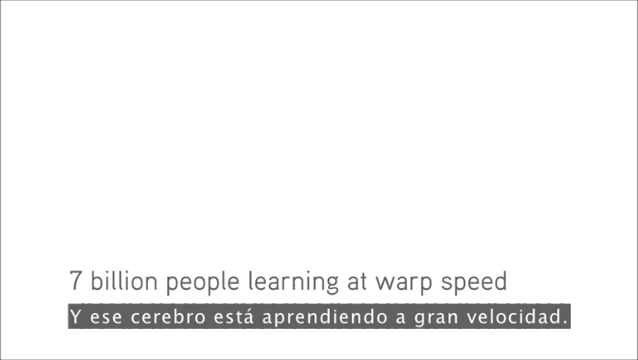 7 billion people learning at warp speed
Y ese cerebro está aprendiendo a gran velocidad.